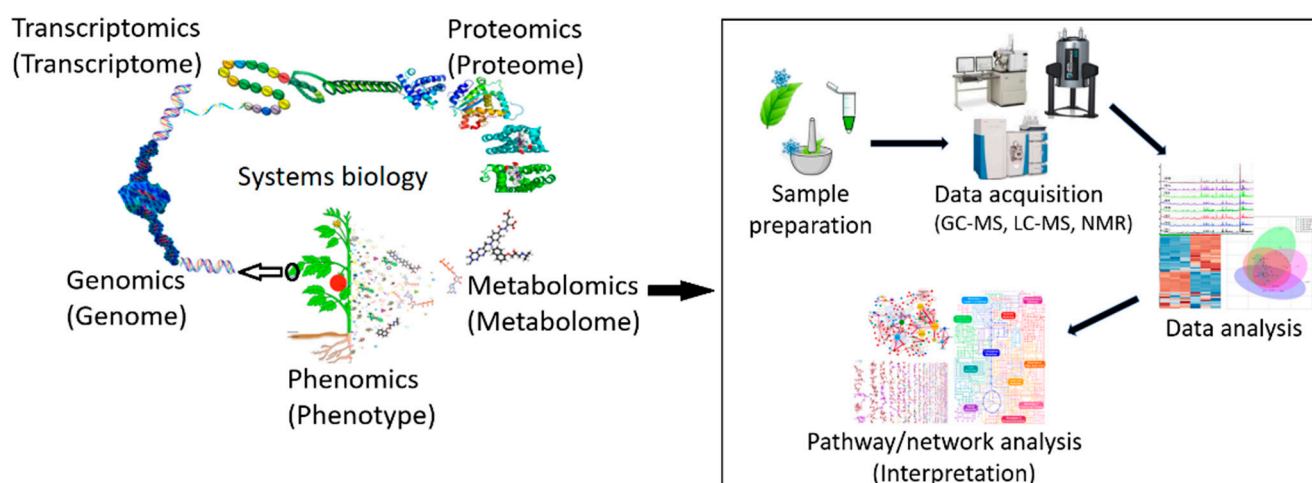 Transcriptomics
(Transcriptome)
Proteomics
(Proteome)
Systems biology
Genomics
(Genome)
Metabolomics
(Metabolome)
Phenomics
(Phenotype)
Sample
preparation
Data acquisition
(GC-MS, LC-MS, NMR)
Data analysis
Pathway/network analysis
(Interpretation)